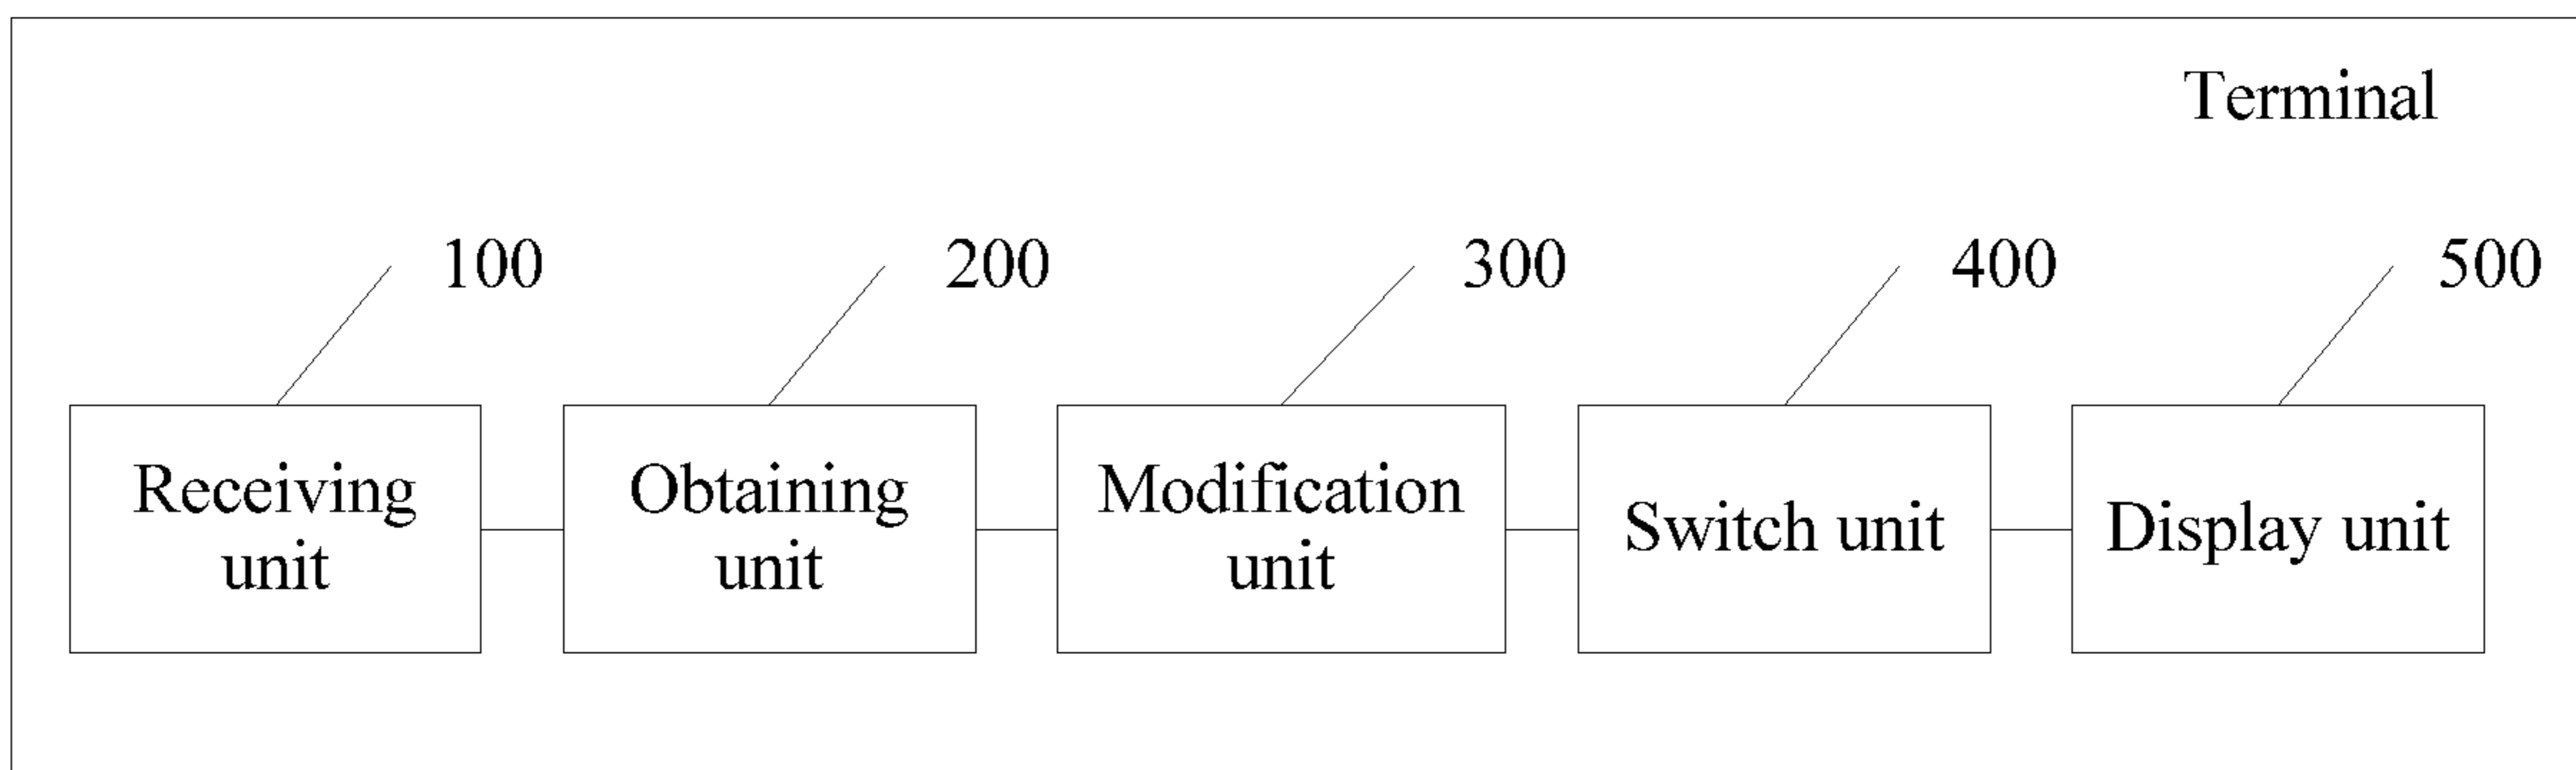 Terminal
100
200
300
400
500
Receiving
unit
Obtaining
unit
Modification
unit
Switch unit
Display unit